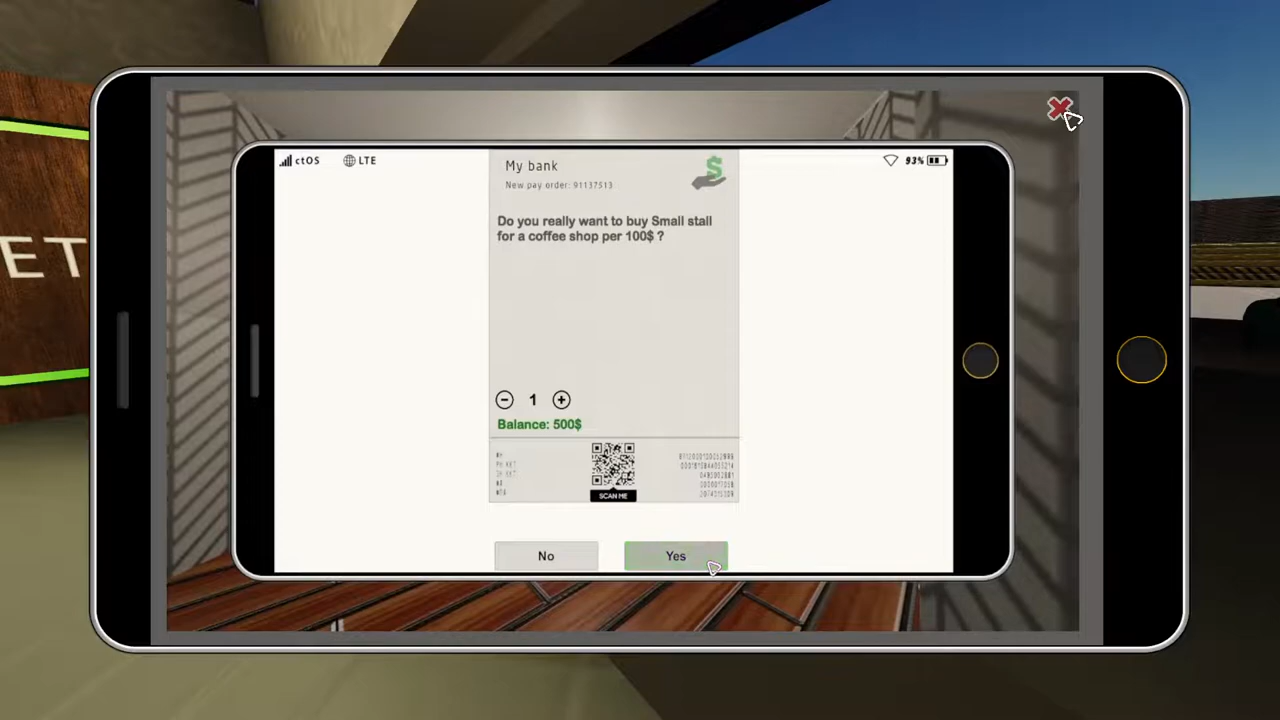 ET
ctOS
LTE
93%
My bank
New pay order: 91137513
$
Do you really want to buy Small stall
for a coffee shop per 100$ ?
1
Balance: 500$
SCAN ME
No
Yes